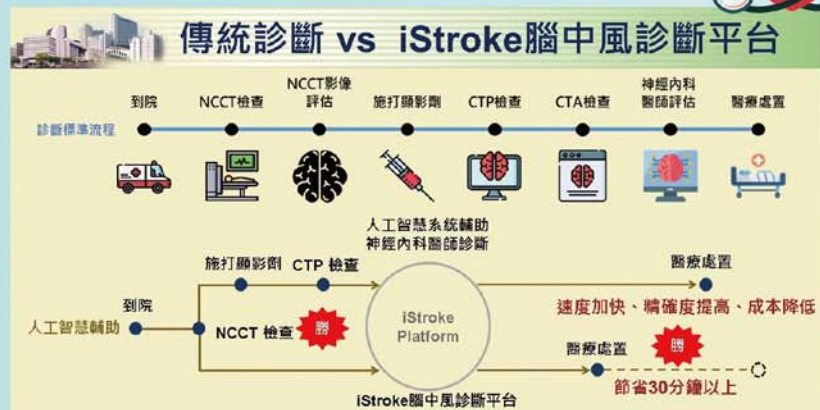 傳統診斷 vs iStroke腦中風診斷平台
到院
NCCT檢查
NCCT影像
評估
施打顯影劑
CTP檢查
CTA檢查
神經內科
醫師評估
醫療處置
診斷標準流程
人工智慧系統輔助
神經內科醫師診斷
施打顯影劑
CTP 檢查
醫療處置
速度加快、精確度提高、成本降低
到院
人工智慧輔助
NCCT 檢查
勝
iStroke
Platform
醫療處置
勝
節省30分鐘以上
iStroke腦中風診斷平台